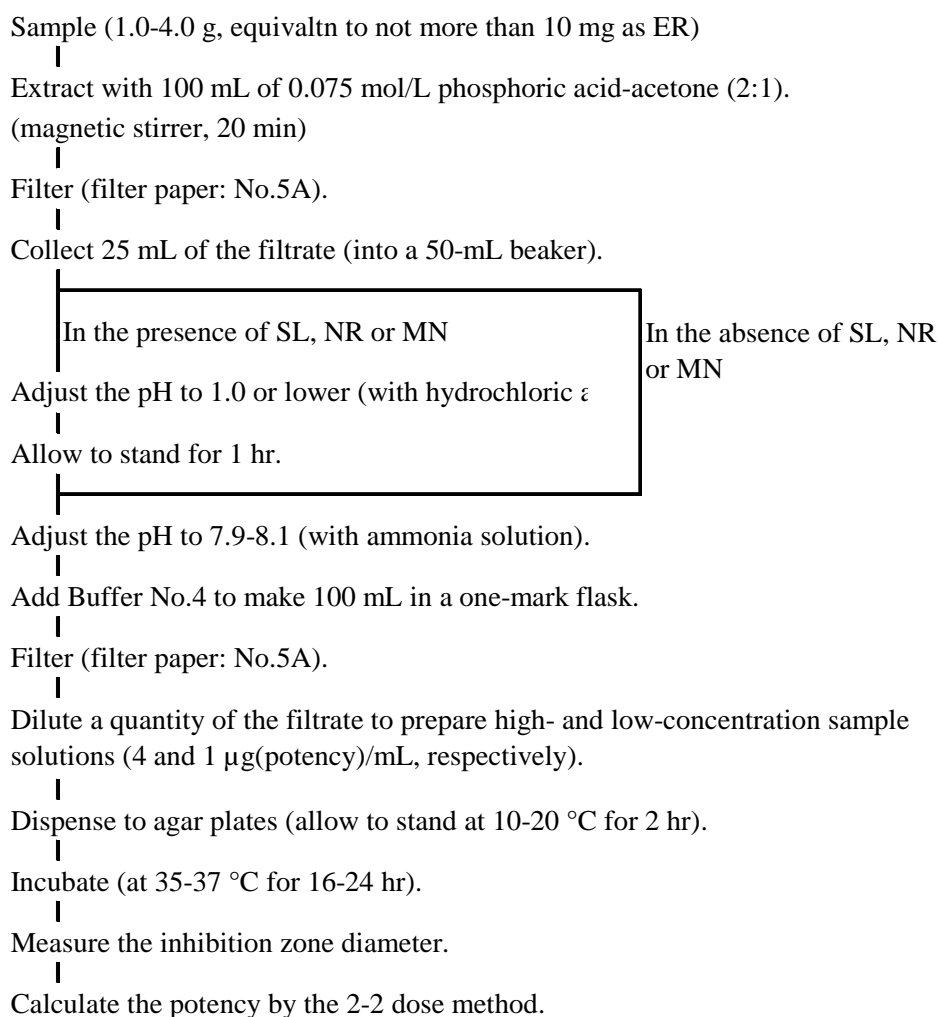 Sample (1.0-4.0 g, equivaltn to not more than 10 mg as ER)
Extract with 100 mL of 0.075 mol/L phosphoric acid-acetone (2:1).
(magnetic stirrer, 20 min)
Filter (filter paper: No.5A).
Collect 25 mL of the filtrate (into a 50-mL beaker).
In the presence of SL, NR or MN
In the absence of SL, NR
or MN
Adjust the pH to 1.0 or lower (with hydrochloric
Allow to stand for 1 hr.
Adjust the pH to 7.9-8.1 (with ammonia solution).
Add Buffer No.4 to make 100 mL in a one-mark flask.
Filter (filter paper: No.5A).
Dilute a quantity of the filtrate to prepare high- and low-concentration sample
solutions (4 and 1 µg(potency)/mL, respectively).
Dispense to agar plates (allow to stand at 10-20 °C for 2 hr).
Incubate (at 35-37 °C for 16-24 hr).
Measure the inhibition zone diameter.
Calculate the potency by the 2-2 dose method.